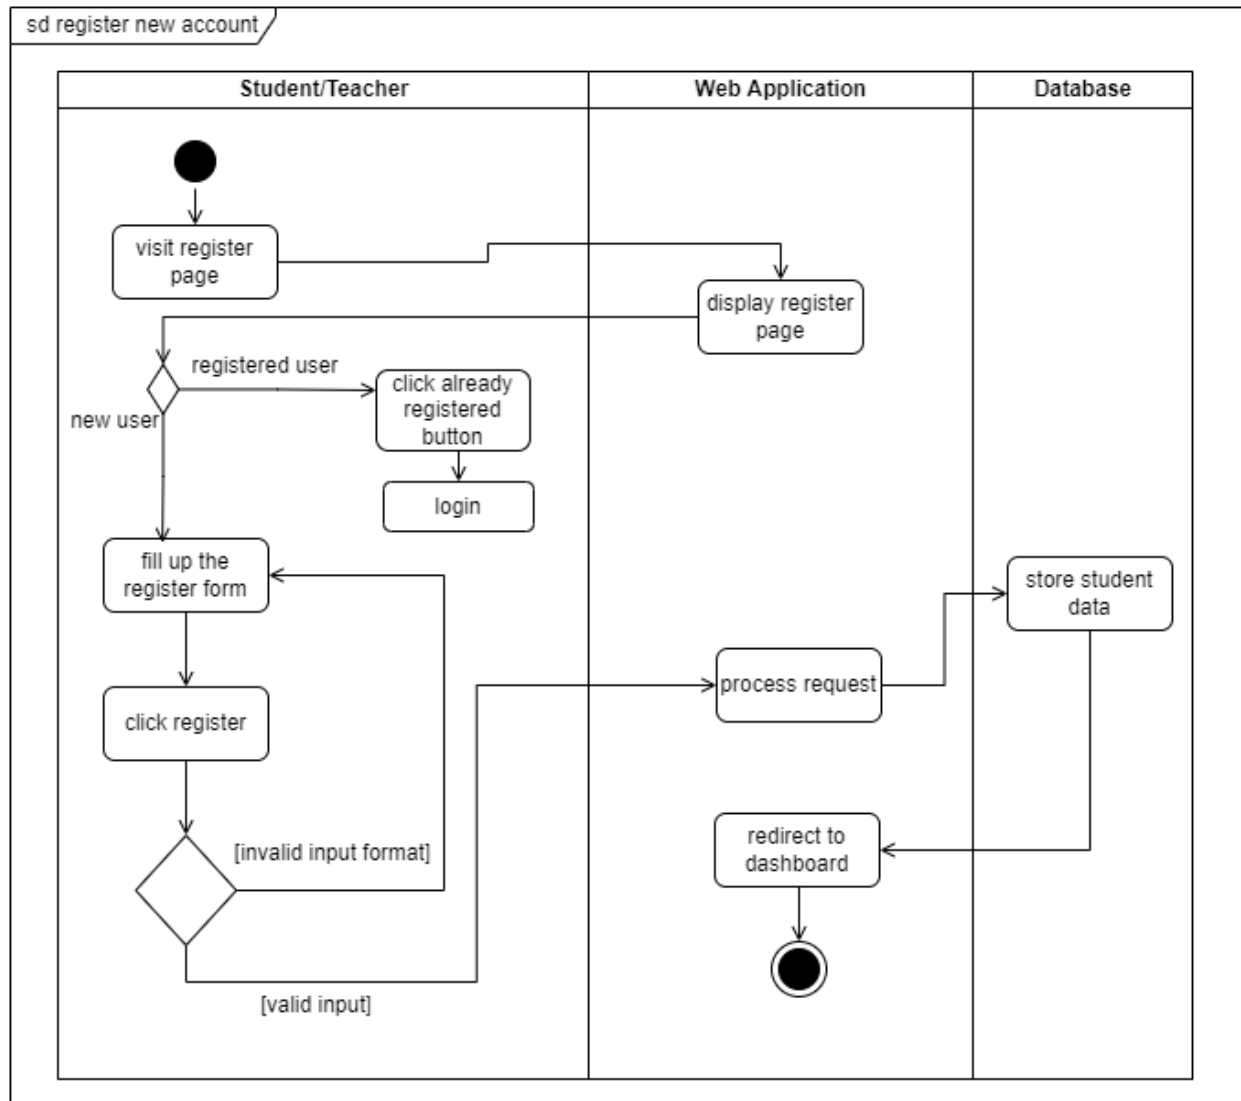 sd register new account
Student/Teacher
Web Application
Database
visit register
page
display register
page
registered user
click already
registered
button
new user
login
fill up the
register form
store student
data
process request
click register
[invalid input format]
redirect to
dashboard
[valid input]